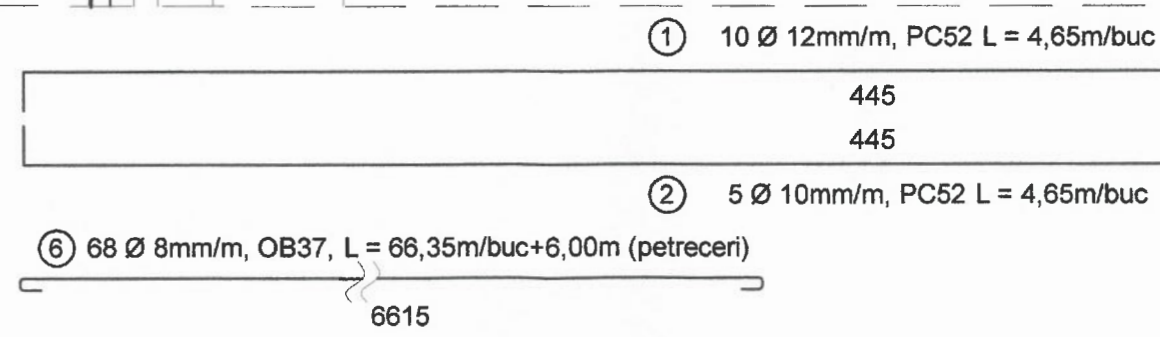 ① 10 Ø 12mm/m, PC52 L = 4,65m/buc
445
445
② 5 Ø 10mm/m, PC52 L = 4,65m/buc
⑥ 68 Ø 8mm/m, OB37, L = 66,35m/buc+6,00m (petreceri)
6615